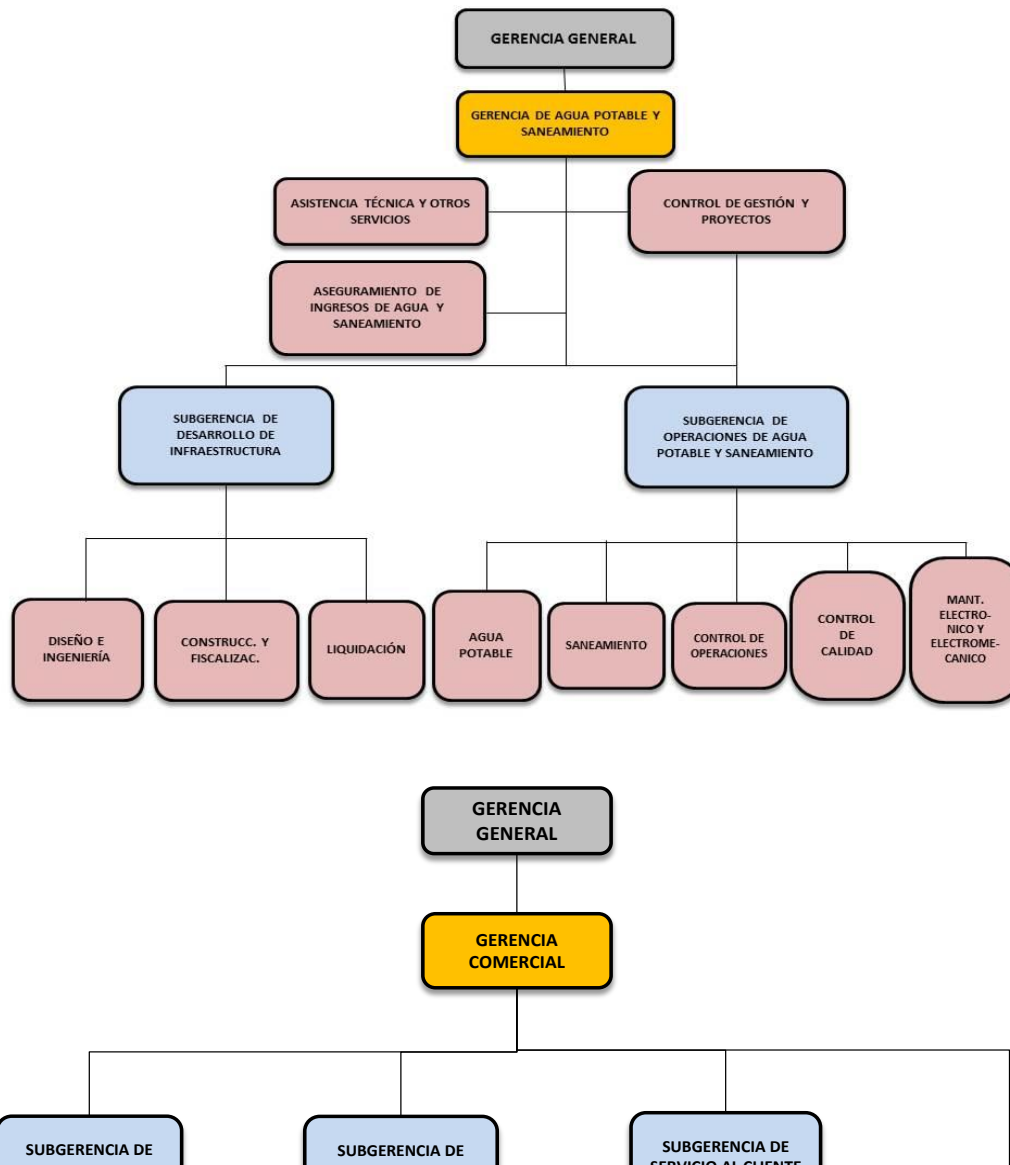 GERENCIA GENERAL
GERENCIA DE AGUA POTABLE Y
SANEAMIENTO
ASISTENCIA TÉCNICA Y OTROS
SERVICIOS
CONTROL DE GESTIÓN Y
PROYECTOS
ASEGURAMIENTO DE
INGRESOS DE AGUA Y
SANEAMIENTO
SUBGERENCIA DE
DESARROLLO DE
INFRAESTRUCTURA
SUBGERENCIA DE
OPERACIONES DE AGUA
POTABLE Y SANEAMIENTO
DISEÑO E
INGENIERÍA
CONSTRUCC. Y
FISCALIZAC.
LIQUIDACIÓN
AGUA
POTABLE
SANEAMIENTO
CONTROL DE
OPERACIONES
CONTROL
DE
CALIDAD
MANT.
ELECTRO-
NICO Y
ELECTROME-
CANICO
GERENCIA
GENERAL
GERENCIA
COMERCIAL
SUBGERENCIA DE
SUBGERENCIA DE
SUBGERENCIA DE
SERVICIO AL CLIENTE